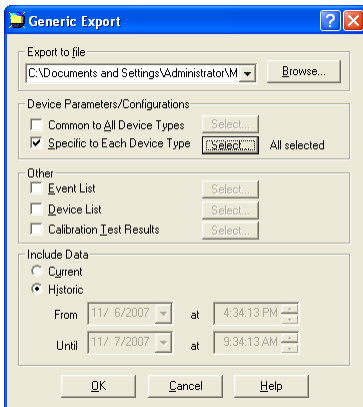 Generic Export
Export to file
C:\Documents and Settings\Administrator\M
Browse...
Device Parameters/Configurations
Common to All Device Types Select...
Specific to Each Device Type Select... All selected
Other
Event List Select...
Device List Select...
Calibration Test Results Select...
Include Data
Current
Historic
From 11/ 6/2007 at 4:34:13 PM
Until 11/ 7/2007 at 9:34:13 AM
OK Cancel Help